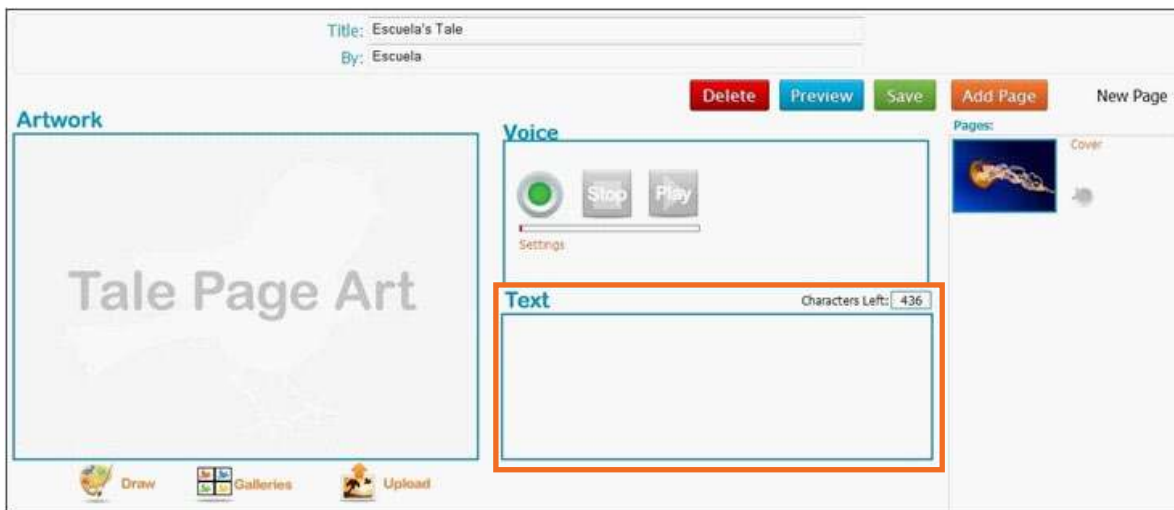 Title: Escuela's Tale
By: Escuela
Delete Preview Save Add Page New Page
Artwork
Tale Page Art
Draw Galleries Upload
Voice
Stop Play
Settings
Text Characters Left: 436
Pages:
Cover